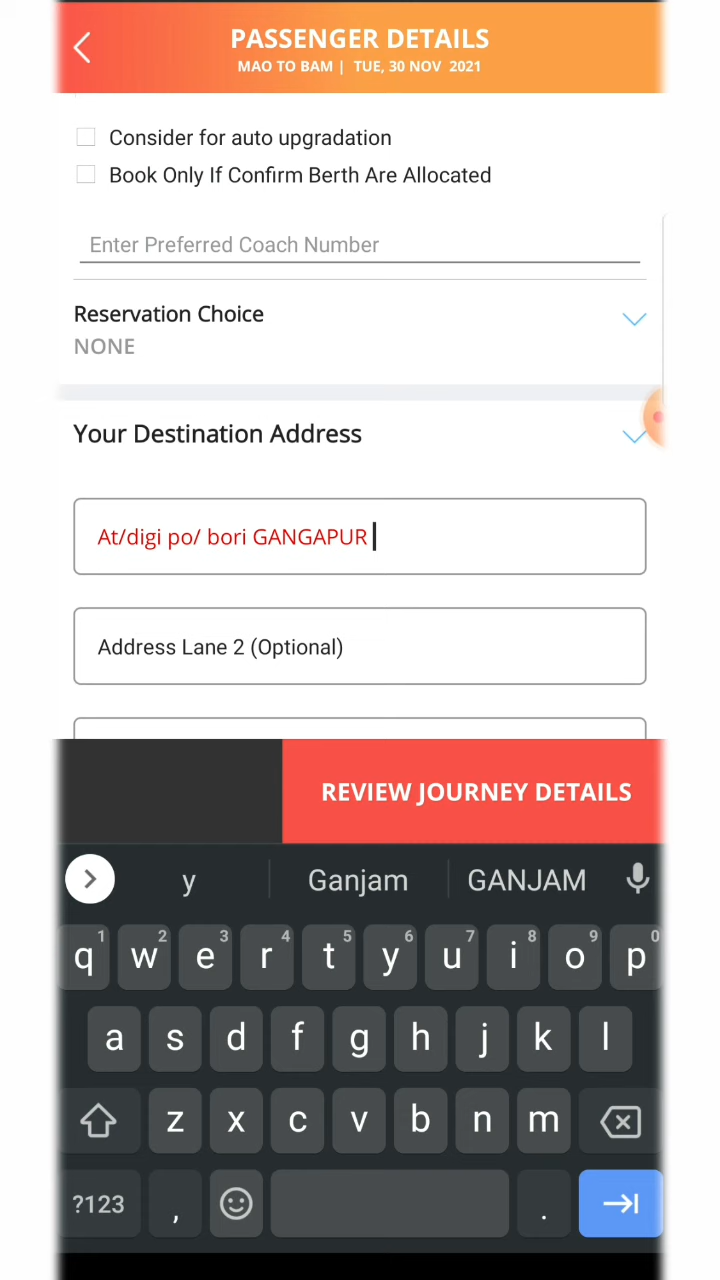 PASSENGER DETAILS
MAO TO BAM | TUE, 30 NOV 2021
Consider for auto upgradation
Book Only If Confirm Berth Are Allocated
Enter Preferred Coach Number
Reservation Choice
NONE
Your Destination Address
At/digi po/ bori GANGAPUR
Address Lane 2 (Optional)
REVIEW JOURNEY DETAILS
y Ganjam GANJAM
1 2 3 4 5 6 7 8 9 0
q w e r t y u i o p
a s d f g h j k l
z x c v b n m
?123 , .